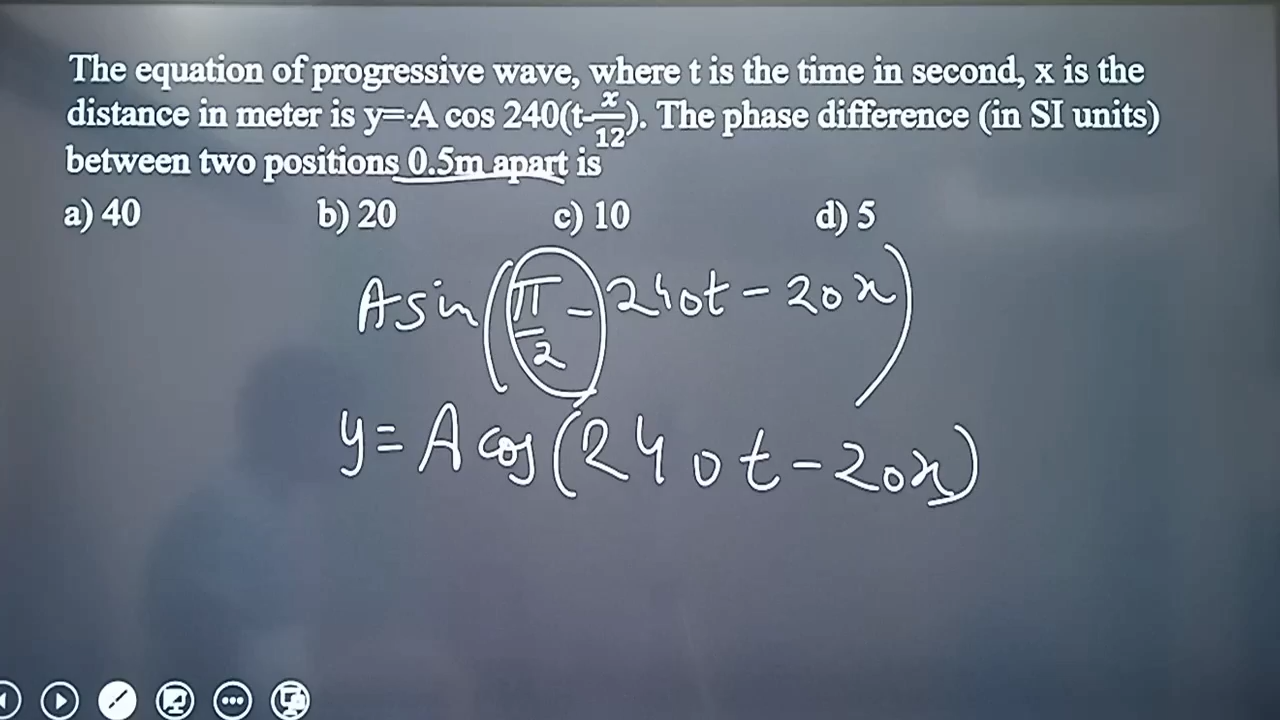 The equation of progressive wave, where t is the time in second, x is the
distance in meter is y=-A cos 240(t-x/12). The phase difference (in SI units)
between two positions 0.5m apart is
a) 40 b) 20 c) 10 d) 5
A sin(π/2 - 240t - 20x)
y = A cos(240t - 20x)